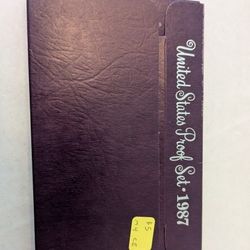 United States Proof Set • 1987